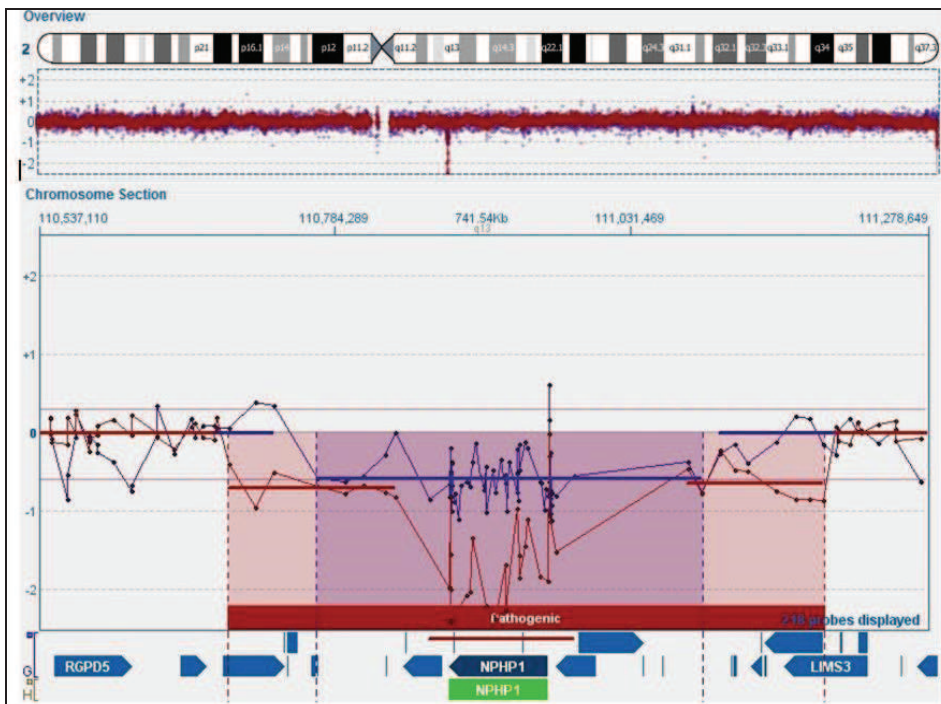 Overview
2 p21 p16.1 p14 p12 p11.2 q11.2 q13 q14.3 q22.1 q24.3 q31.1 q32.1 q32.3 q33.1 q34 q35 q37.3
+2
+1
0
-1
-2
Chromosome Section
110,537,110 110,784,289 741.54Kb 111,031,469 111,278,649
q13
+2
+1
0
-1
-2
Pathogenic
probes displayed
G RGPD5 NPHP1 LIMS3
H NPHP1